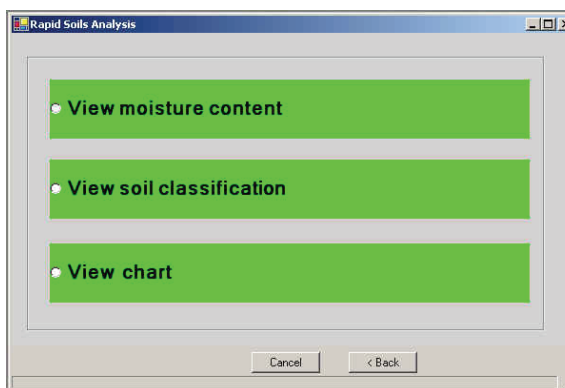 Rapid Soils Analysis
View moisture content
View soil classification
View chart
Cancel
< Back